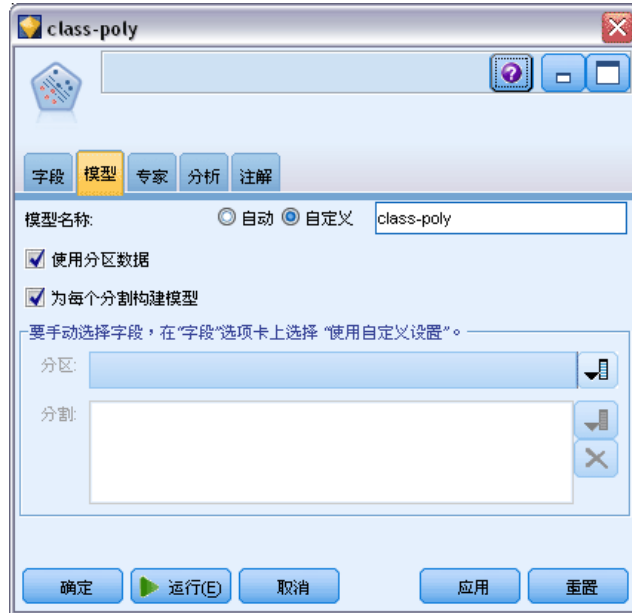 class-poly
字段 模型 专家 分析 注解
模型名称: 自动 自定义 class-poly
使用分区数据
为每个分割构建模型
要手动选择字段，在“字段”选项卡上选择 “使用自定义设置”。
分区:
分割:
确定 运行(E) 取消 应用 重置